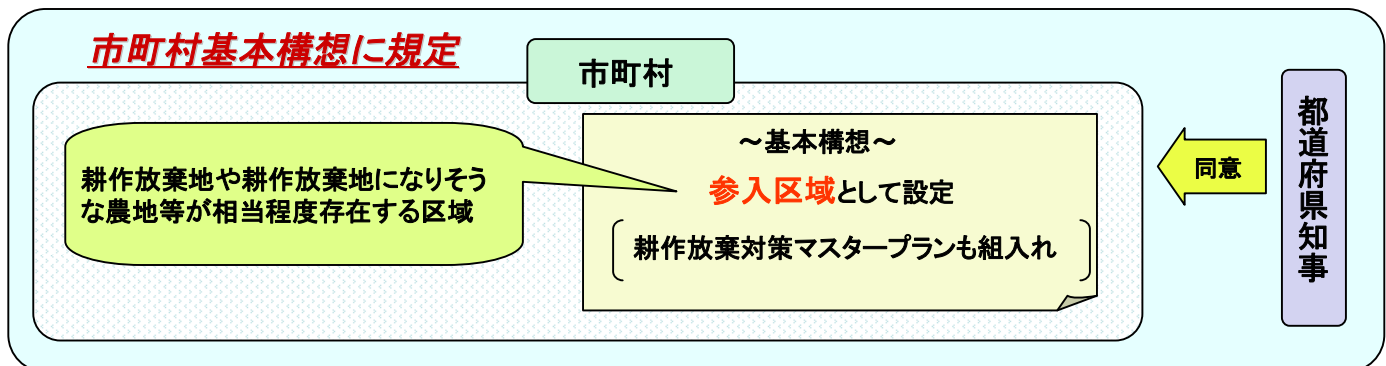 市町村基本構想に規定
市町村
耕作放棄地や耕作放棄地になりそう
な農地等が相当程度存在する区域
~基本構想~
参入区域として設定
耕作放棄対策マスタープランも組入れ
同意
都道府県知事